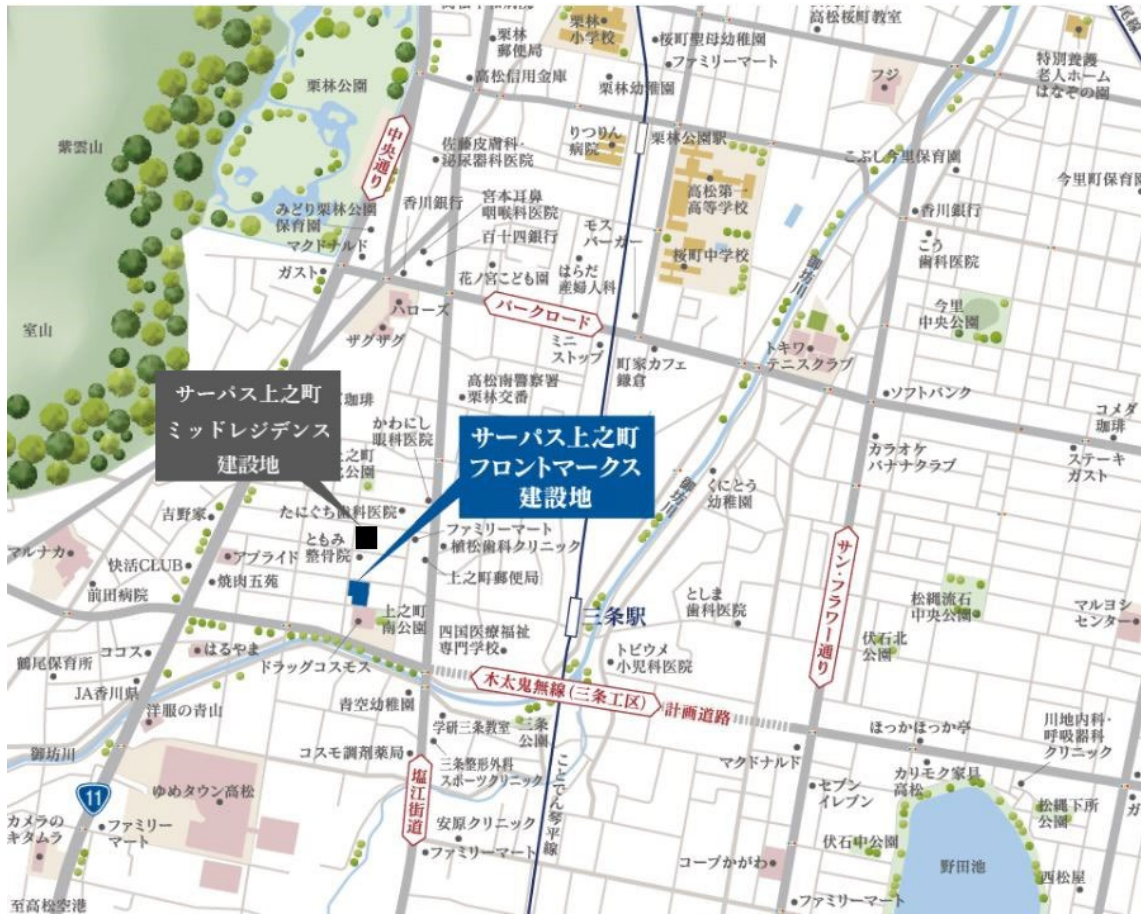 栗林
郵便局
栗林
小学校
桜町聖母幼稚園
ファミリーマート
高松桜町教室
フジ
特別養護
老人ホーム
はなぞの園
高松信用金庫
栗林幼稚園
栗林公園
紫雲山
中央通り
佐藤皮膚科・
泌尿器科医院
りつりん
病院
栗林公園駅
高松第一
高等学校
こぶし今里保育園
今里町保育園
みどり栗林公園
保育園
香川銀行
宮本耳鼻
咽喉科医院
マクドナルド
百十四銀行
モス
バーガー
桜町中学校
香川銀行
こう
歯科医院
ガスト
花ノ宮こども園
はらだ
産婦人科
御坊川
ハローズ
パークロード
今里
中央公園
室山
ザグザグ
ミニ
ストップ
町家カフェ
鎌倉
トキワ
テニスクラブ
サーパス上之町
ミッドレジデンス
建設地
珈琲
高松南警察署
栗林交番
ソフトバンク
コメダ
珈琲
かわにし
眼科医院
サーパス上之町
フロントマークス
建設地
カラオケ
バナナクラブ
ステーキ
ガスト
公園
くにとう
幼稚園
御坊川
吉野家
たにぐち歯科医院
ファミリーマート
植松歯科クリニック
マルナカ
快活CLUB
アプライド
ともみ
整骨院
サン・フラワー通り
前田病院
焼肉五苑
上之町郵便局
としま
歯科医院
松縄流石
中央公園
マルヨシ
センター
上之町
南公園
三条駅
四国医療福祉
専門学校
伏石北
公園
鶴尾保育所
ココス
はるやま
ドラッグコスモス
トビウメ
小児科医院
JA香川県
木太鬼無線(三条工区)
計画道路
洋服の青山
青空幼稚園
学研三条教室
三条
公園
ほっかほっか亭
川地内科・
呼吸器科
クリニック
御坊川
コスモ調剤薬局
三条整形外科
スポーツクリニック
マクドナルド
カリモク家具
高松
11
ゆめタウン高松
塩江街道
ことでん琴平線
セブン
イレブン
松縄下所
公園
カメラの
キタムラ
ファミリー
マート
安原クリニック
ファミリーマート
コープかがわ
伏石中公園
野田池
西松屋
至高松空港
ファミリーマート